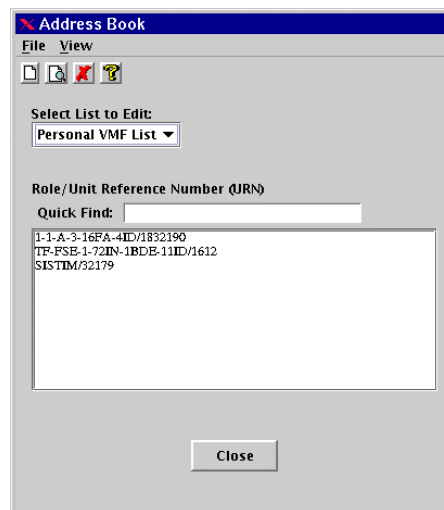 Address Book
File View
Select List to Edit:
Personal VMF List
Role/Unit Reference Number (URN)
Quick Find:
1-1-A-3-16FA-4ID/1832190
TF-FSE-1-72IN-1BDE-11ID/1612
SISTIM/32179
Close